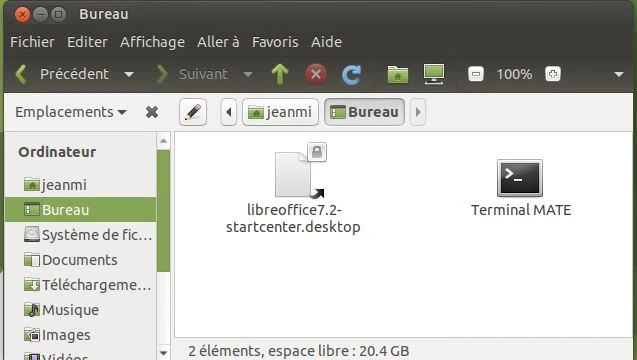 Bureau
Fichier Editer Affichage Aller à Favoris Aide
Précédent Suivant 100%
Emplacements jeanmi Bureau
Ordinateur
jeanmi
Bureau
Système de fic...
Documents
Téléchargeme...
Musique
Images
Vidéos
libreoffice7.2-
startcenter.desktop
Terminal MATE
2 éléments, espace libre : 20.4 GB